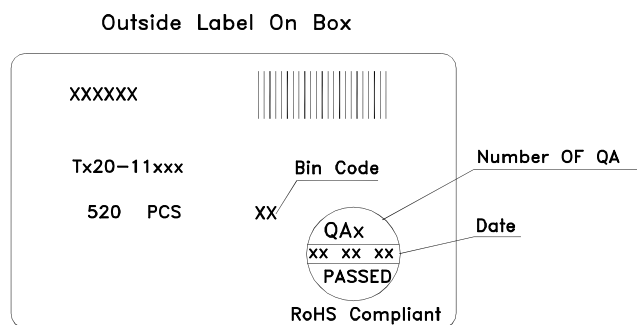 Outside Label On Box
XXXXXX
Tx20-11xxx
Bin Code
Number OF QA
520 PCS
XX
QAx
Date
XX XX XX
PASSED
RoHS Compliant